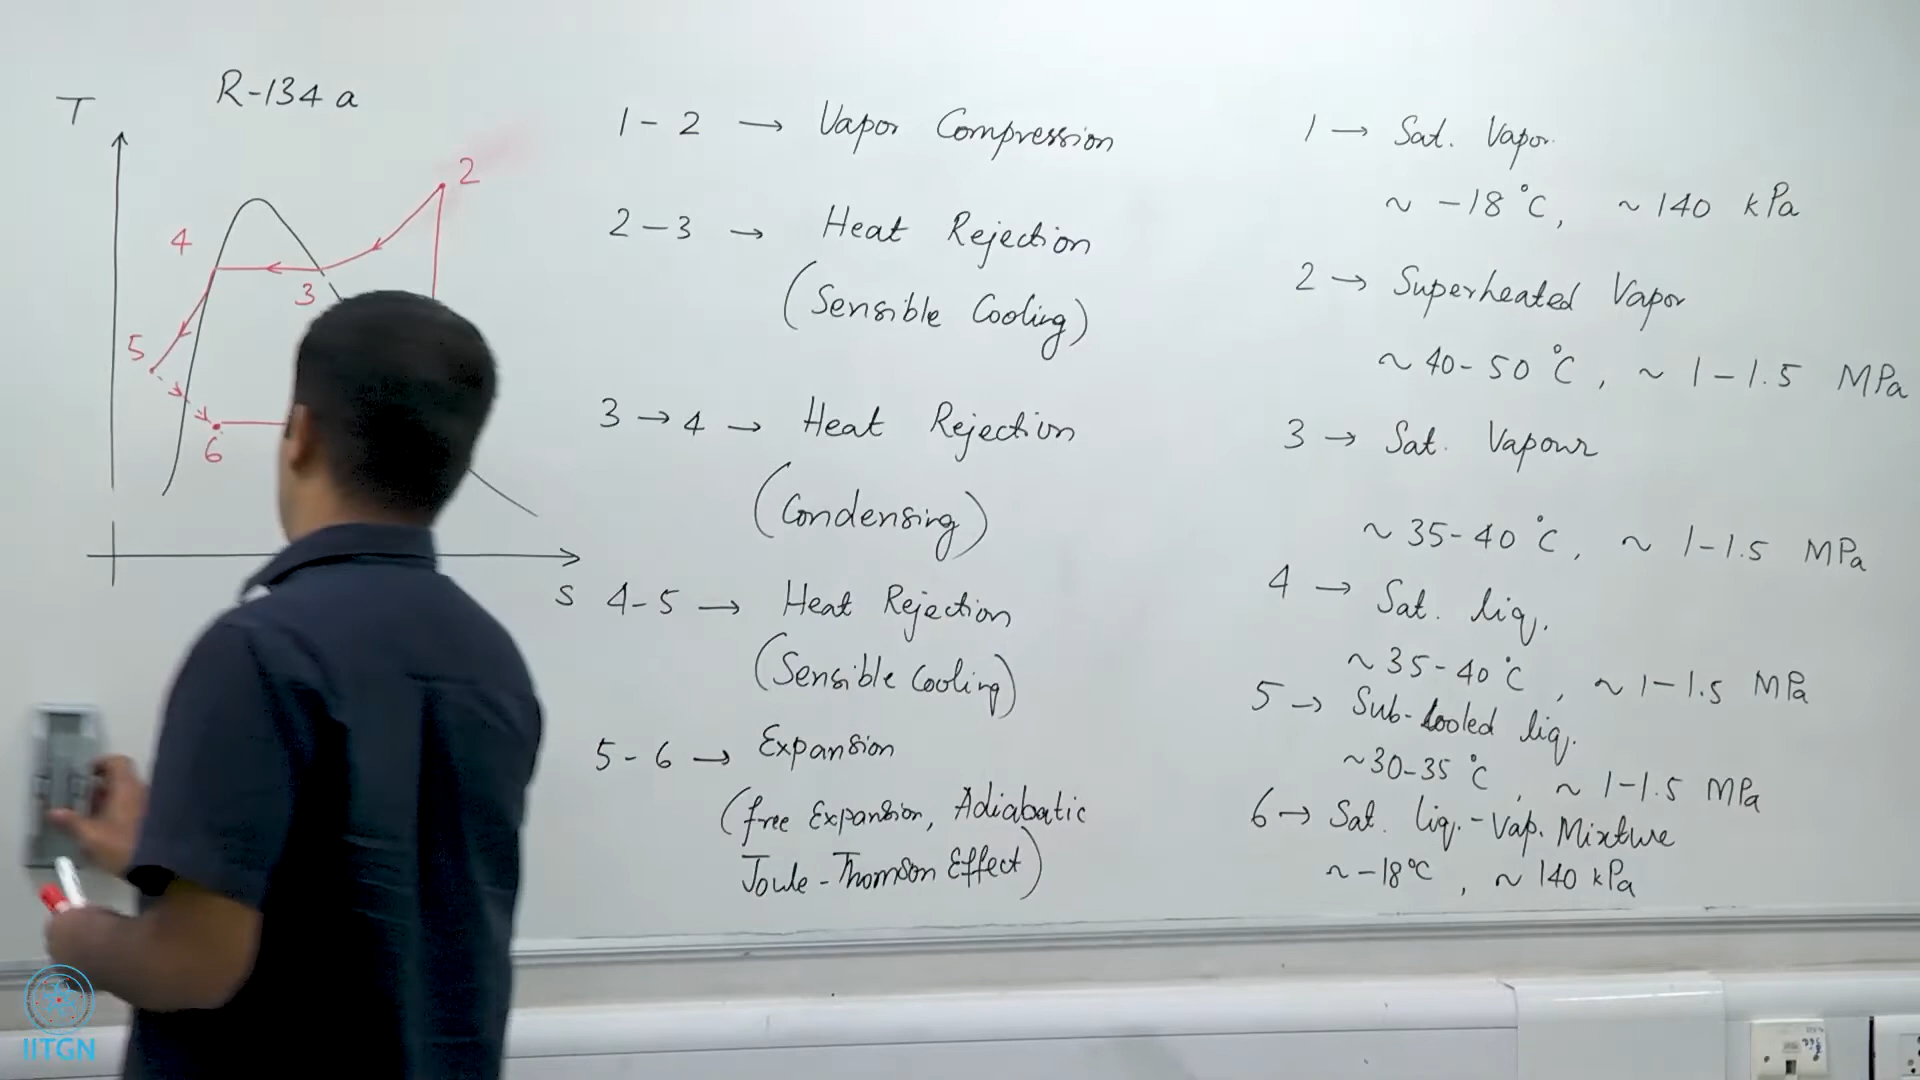 R-134 a
T
2
4
3
5
6
S
1-2 → Vapor Compression
2-3 → Heat Rejection
(Sensible Cooling)
3→4 → Heat Rejection
(Condensing)
4-5 → Heat Rejection
(Sensible Cooling)
5-6 → Expansion
(free Expansion, Adiabatic
Joule-Thomson Effect)
1 → Sat. Vapor.
~ -18°C, ~140 kPa
2 → Superheated Vapor
~ 40-50°C, ~ 1-1.5 MPa
3 → Sat. Vapour
~ 35-40°C, ~ 1-1.5 MPa
4 → Sat. liq.
~35-40°C, ~1-1.5 MPa
5 → Sub-Cooled liq.
~30-35°C, ~ 1-1.5 MPa
6 → Sat. liq.-Vap. Mixture
~-18°C, ~ 140 kPa
IITGN